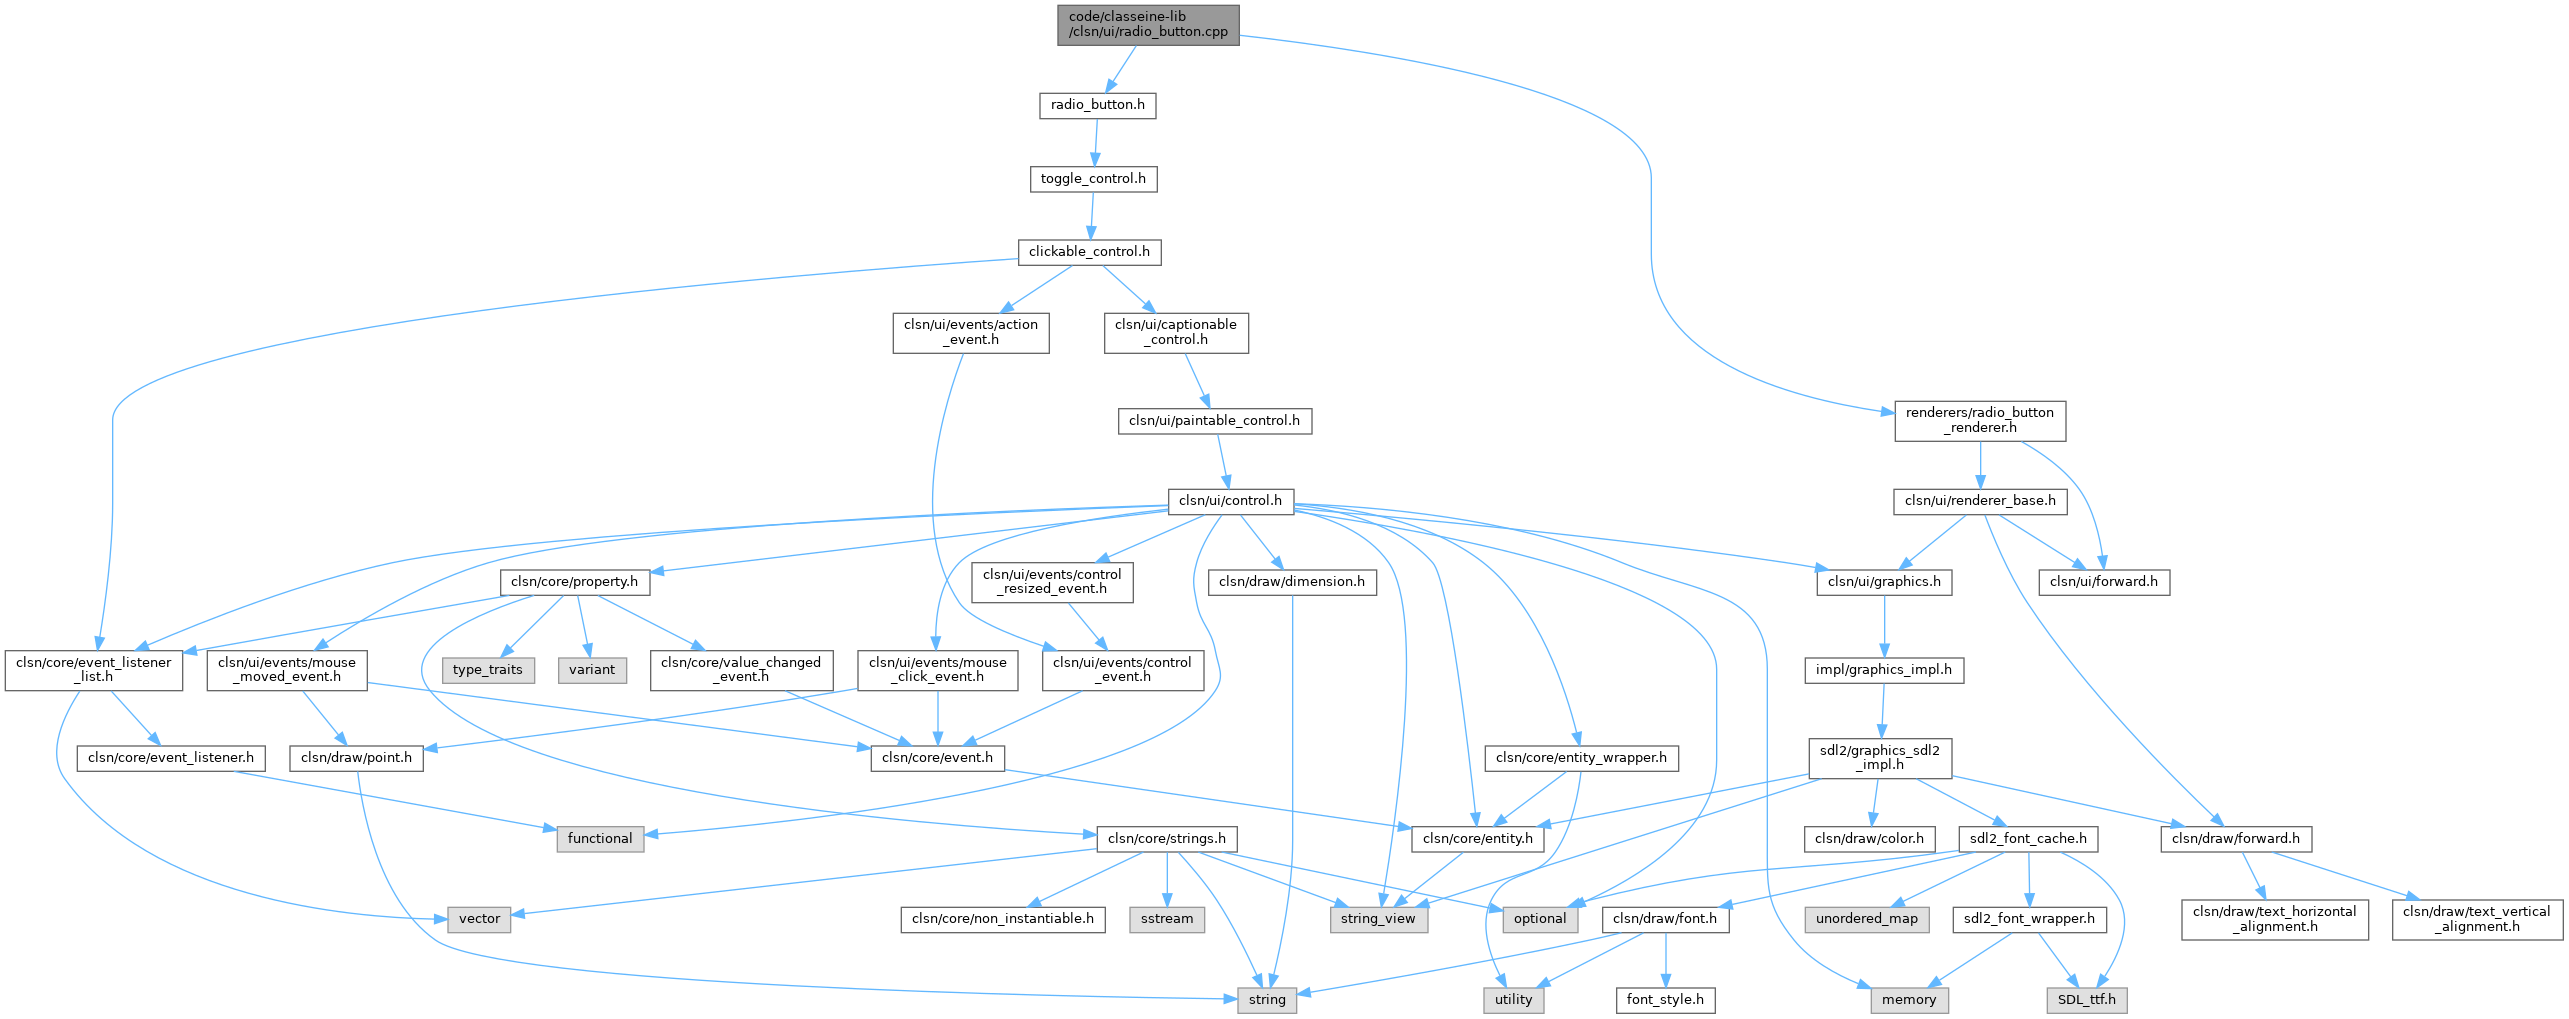 code/classeine-lib
/clsn/ui/radio_button.cpp
radio_button.h
toggle_control.h
clickable_control.h
clsn/ui/events/action
_event.h
clsn/ui/captionable
_control.h
clsn/ui/paintable_control.h
renderers/radio_button
_renderer.h
clsn/ui/control.h
clsn/ui/renderer_base.h
clsn/core/property.h
clsn/ui/events/control
_resized_event.h
clsn/draw/dimension.h
clsn/ui/graphics.h
clsn/ui/forward.h
clsn/core/event_listener
_list.h
clsn/ui/events/mouse
_moved_event.h
type_traits
variant
clsn/core/value_changed
_event.h
clsn/ui/events/mouse
_click_event.h
clsn/ui/events/control
_event.h
impl/graphics_impl.h
clsn/core/event_listener.h
clsn/draw/point.h
clsn/core/event.h
clsn/core/entity_wrapper.h
sdl2/graphics_sdl2
_impl.h
functional
clsn/core/strings.h
clsn/core/entity.h
clsn/draw/color.h
sdl2_font_cache.h
clsn/draw/forward.h
vector
clsn/core/non_instantiable.h
sstream
string_view
optional
clsn/draw/font.h
unordered_map
sdl2_font_wrapper.h
clsn/draw/text_horizontal
_alignment.h
clsn/draw/text_vertical
_alignment.h
string
utility
font_style.h
memory
SDL_ttf.h